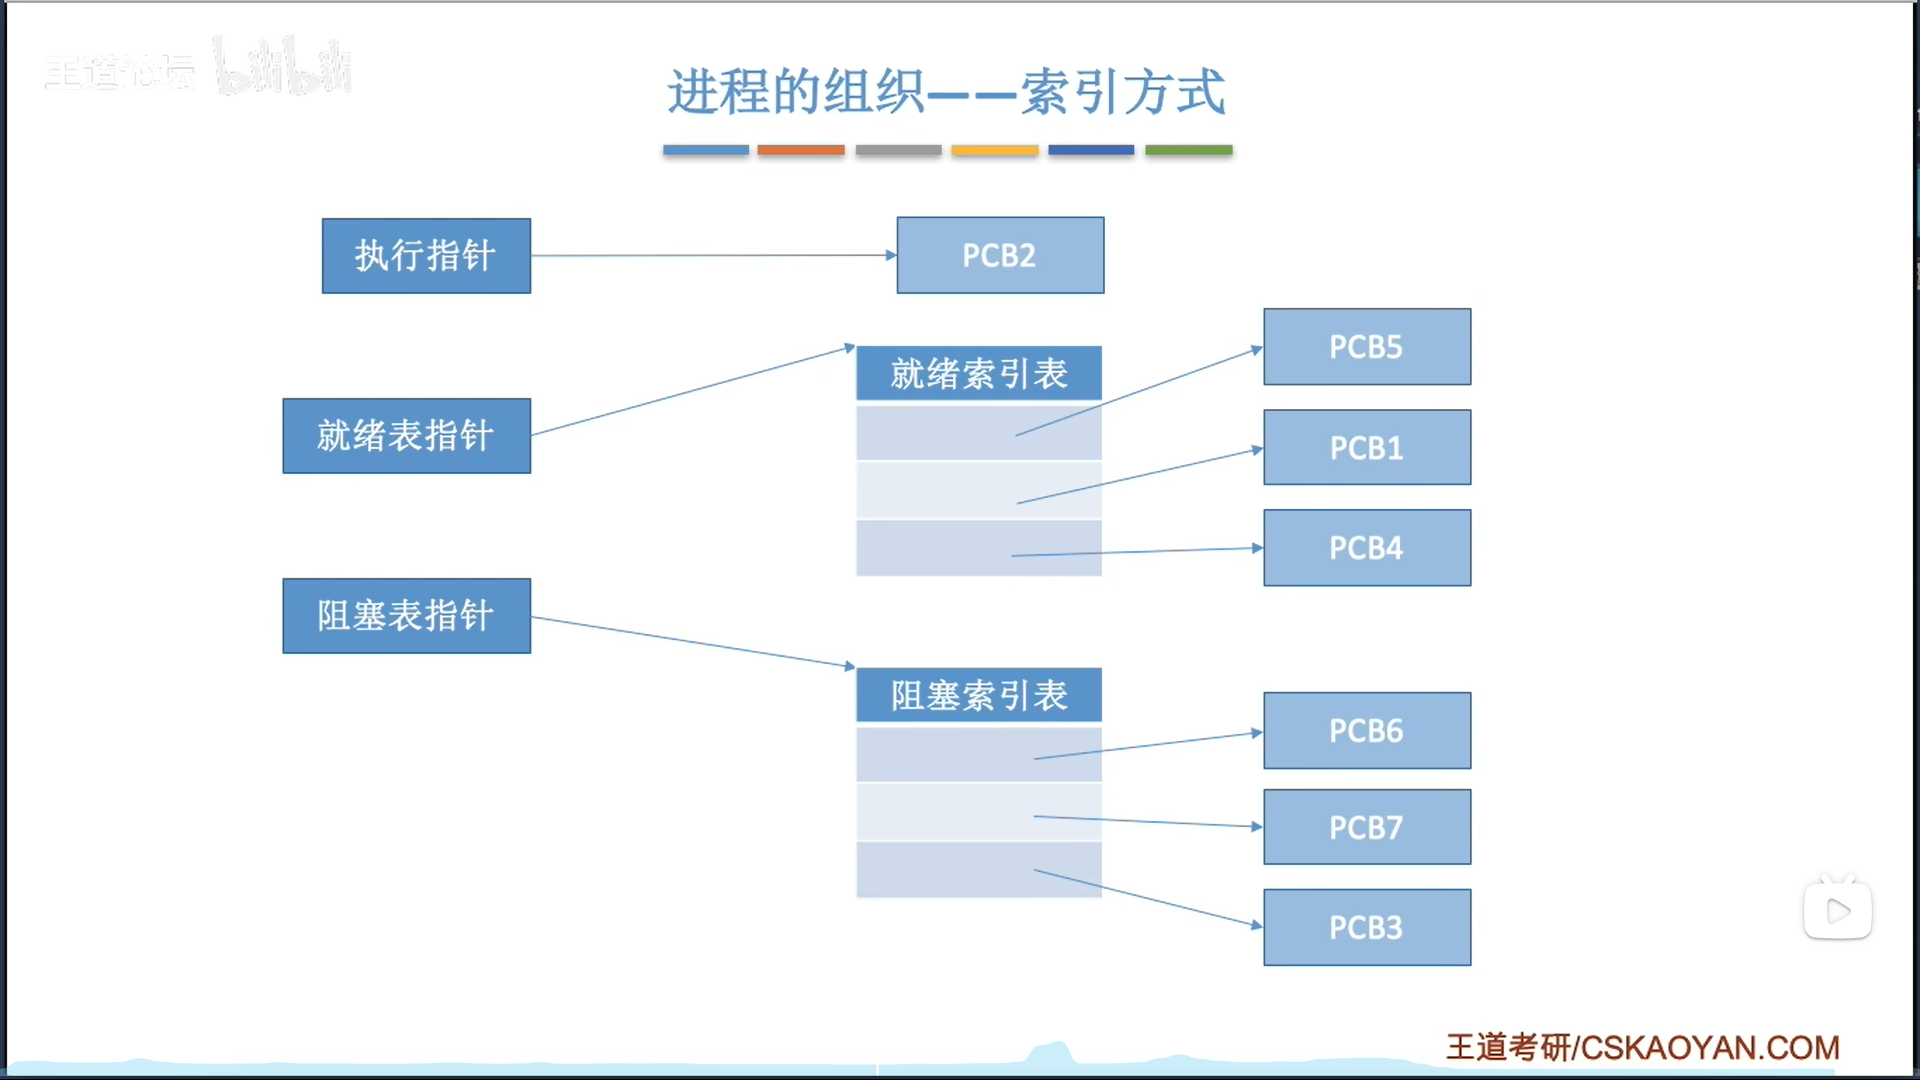 王道论坛 bilibili
进程的组织——索引方式
执行指针
PCB2
就绪表指针
就绪索引表
PCB5
PCB1
PCB4
阻塞表指针
阻塞索引表
PCB6
PCB7
PCB3
王道考研/CSKAOYAN.COM